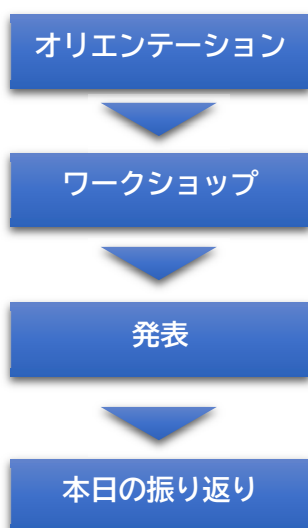 オリエンテーション
ワークショップ
発表
本日の振り返り